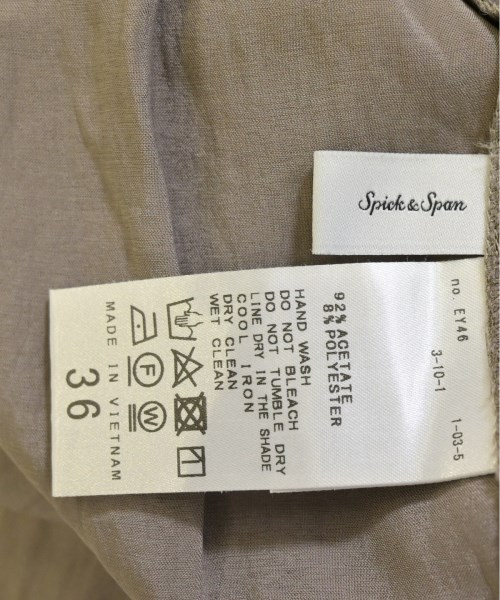 Spick & Span
no. EY46
3-10-1
1-03-5
92% ACETATE
8% POLYESTER
HAND WASH
DO NOT BLEACH
DO NOT TUMBLE DRY
LINE DRY IN THE SHADE
COOL IRON
DRY CLEAN
WET CLEAN
F W
MADE IN VIETNAM
36